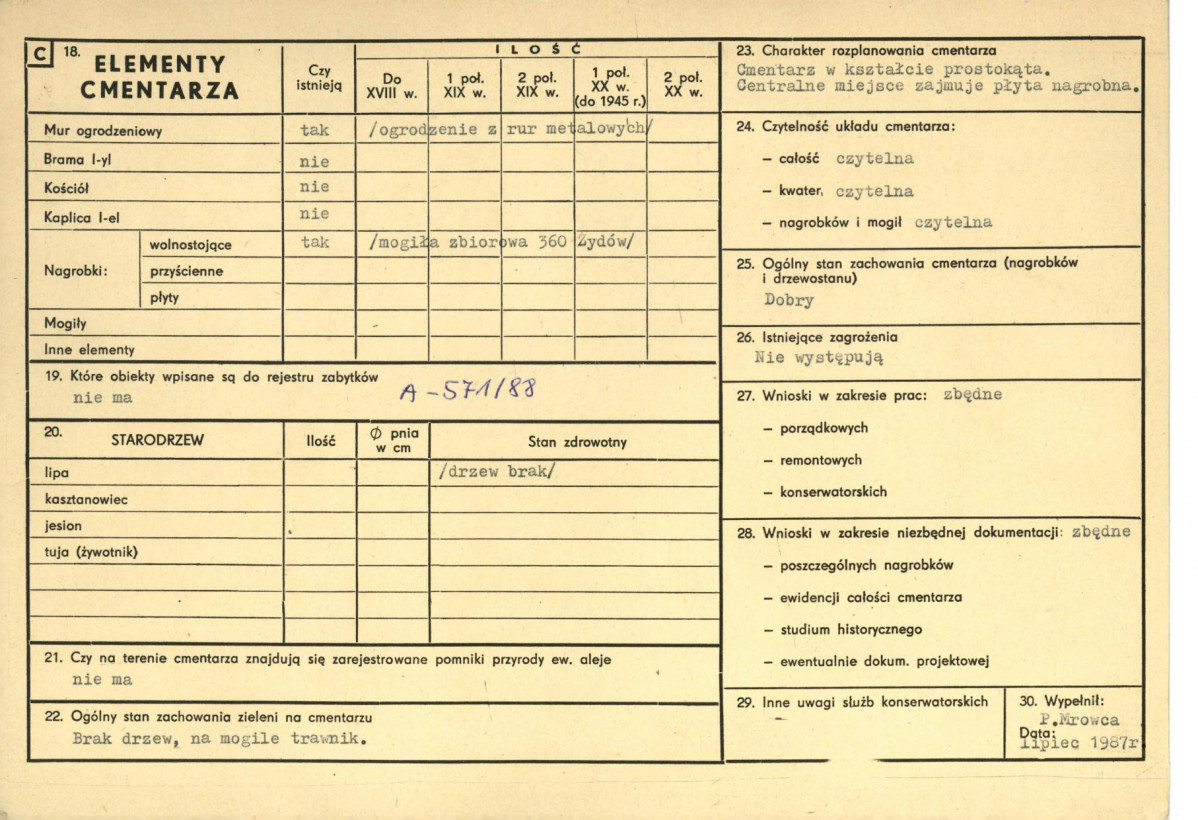 C 18. ELEMENTY CMENTARZA
Czy istnieją
ILOŚĆ
Do XVIII w.
1 poł. XIX w.
2 poł. XIX w.
1 poł. XX w. (do 1945 r.)
2 poł. XX w.
Mur ogrodzeniowy tak /ogrodzenie z rur metalowych/
Brama I-yl nie
Kościół nie
Kaplica I-el nie
Nagrobki: wolnostojące tak /mogiła zbiorowa 360 Żydów/
przyścienne
płyty
Mogiły
Inne elementy
19. Które obiekty wpisane są do rejestru zabytków
nie ma A-571/88
20. STARODRZEW Ilość Ø pnia w cm Stan zdrowotny
lipa /drzew brak/
kasztanowiec
jesion
tuja (żywotnik)
21. Czy na terenie cmentarza znajdują się zarejestrowane pomniki przyrody ew. aleje
nie ma
22. Ogólny stan zachowania zieleni na cmentarzu
Brak drzew, na mogile trawnik.
23. Charakter rozplanowania cmentarza
Cmentarz w kształcie prostokąta.
Centralne miejsce zajmuje płyta nagrobna.
24. Czytelność układu cmentarza:
– całość czytelna
– kwater. czytelna
– nagrobków i mogił czytelna
25. Ogólny stan zachowania cmentarza (nagrobków
i drzewostanu)
Dobry
26. Istniejące zagrożenia
Nie występują
27. Wnioski w zakresie prac: zbędne
– porządkowych
– remontowych
– konserwatorskich
28. Wnioski w zakresie niezbędnej dokumentacji: zbędne
– poszczególnych nagrobków
– ewidencji całości cmentarza
– studium historycznego
– ewentualnie dokum. projektowej
29. Inne uwagi służb konserwatorskich
–
30. Wypełnił:
P.Mrowca
Data:
lipiec 1987r